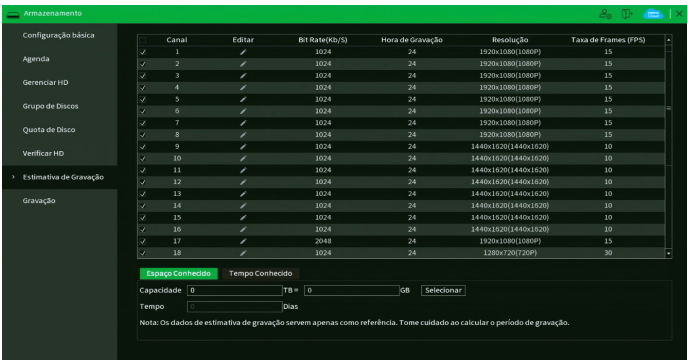 Armazenamento
Configuração básica
Agenda
Gerenciar HD
Grupo de Discos
Quota de Disco
Verificar HD
Estimativa de Gravação
Gravação
Canal Editar Bit Rate(Kb/S) Hora de Gravação Resolução Taxa de Frames (FPS)
1 1024 24 1920x1080(1080P) 15
2 1024 24 1920x1080(1080P) 15
3 1024 24 1920x1080(1080P) 15
4 1024 24 1920x1080(1080P) 15
5 1024 24 1920x1080(1080P) 15
6 1024 24 1920x1080(1080P) 15
7 1024 24 1920x1080(1080P) 15
8 1024 24 1920x1080(1080P) 15
9 1024 24 1440x1620(1440x1620) 10
10 1024 24 1440x1620(1440x1620) 10
11 1024 24 1440x1620(1440x1620) 10
12 1024 24 1440x1620(1440x1620) 10
13 1024 24 1440x1620(1440x1620) 10
14 1024 24 1440x1620(1440x1620) 10
15 1024 24 1440x1620(1440x1620) 10
16 1024 24 1440x1620(1440x1620) 10
17 2048 24 1920x1080(1080P) 15
18 1024 24 1280x720(720P) 30
Espaço Conhecido Tempo Conhecido
Capacidade 0 TB = 0 GB Selecionar
Tempo 0 Dias
Nota: Os dados de estimativa de gravação servem apenas como referência. Tome cuidado ao calcular o período de gravação.